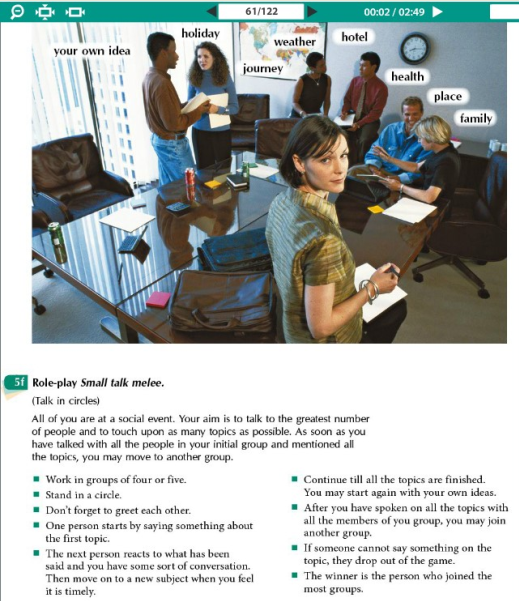 61/122
00:02 / 02:49
your own idea
holiday
weather
hotel
journey
health
place
family
5f Role-play Small talk melee.
(Talk in circles)
All of you are at a social event. Your aim is to talk to the greatest number
of people and to touch upon as many topics as possible. As soon as you
have talked with all the people in your initial group and mentioned all
the topics, you may move to another group.
■ Work in groups of four or five.
■ Stand in a circle.
■ Don't forget to greet each other.
■ One person starts by saying something about
the first topic.
■ The next person reacts to what has been
said and you have some sort of conversation.
Then move on to a new subject when you feel
it is timely.
■ Continue till all the topics are finished.
You may start again with your own ideas.
■ After you have spoken on all the topics with
all the members of you group, you may join
another group.
■ If someone cannot say something on the
topic, they drop out of the game.
■ The winner is the person who joined the
most groups.